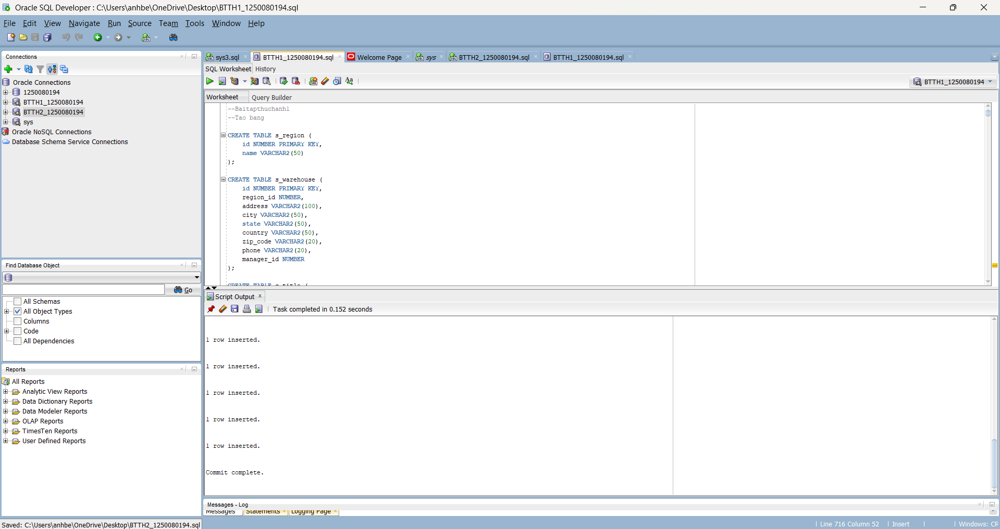 Oracle SQL Developer : C:\Users\anhbe\OneDrive\Desktop\BTTH1_1250080194.sql
File Edit View Navigate Run Source Team Tools Window Help
Connections
Oracle Connections
1250080194
BTTH1_1250080194
BTTH2_1250080194
sys
Oracle NoSQL Connections
Database Schema Service Connections
Find Database Object
Go
All Schemas
All Object Types
Columns
Code
All Dependencies
Reports
All Reports
Analytic View Reports
Data Dictionary Reports
Data Modeler Reports
OLAP Reports
TimesTen Reports
User Defined Reports
sys3.sql BTTH1_1250080194.sql Welcome Page sys BTTH2_1250080194.sql BTTH1_1250080194.sql
SQL Worksheet History
BTTH1_1250080194
Worksheet Query Builder
--Baitapthuchanh1
--Tao bang
CREATE TABLE s_region (
id NUMBER PRIMARY KEY,
name VARCHAR2(50)
);
CREATE TABLE s_warehouse (
id NUMBER PRIMARY KEY,
region_id NUMBER,
address VARCHAR2(100),
city VARCHAR2(50),
state VARCHAR2(50),
country VARCHAR2(50),
zip_code VARCHAR2(20),
phone VARCHAR2(20),
manager_id NUMBER
);
CREATE TABLE s_title (
Script Output
Task completed in 0.152 seconds
1 row inserted.
1 row inserted.
1 row inserted.
1 row inserted.
1 row inserted.
Commit complete.
Messages - Log
Messages Statements Logging Page
Saved: C:\Users\anhbe\OneDrive\Desktop\BTTH2_1250080194.sql
Line 716 Column 52 Insert Windows: CR